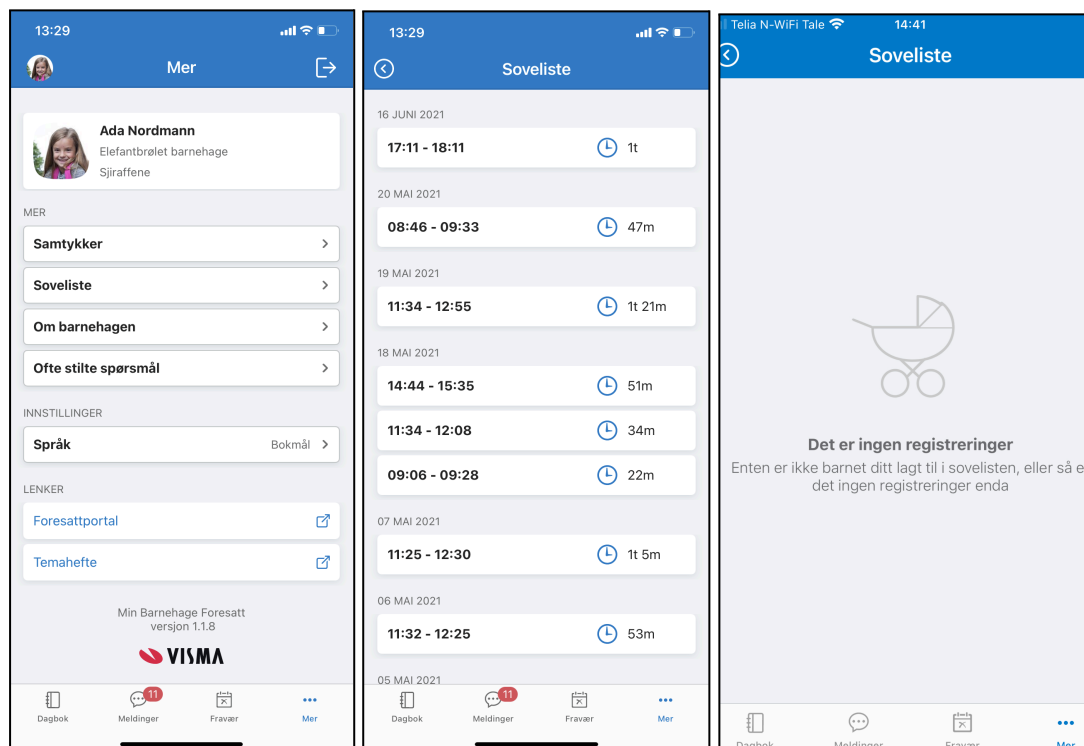 13:29
Mer
Ada Nordmann
Elefantbrølet barnehage
Sjiraffene
MER
Samtykker
Soveliste
Om barnehagen
Ofte stilte spørsmål
INNSTILLINGER
Språk Bokmål
LENKER
Foresattportal
Temahefte
Min Barnehage Foresatt
versjon 1.1.8
VISMA
11
Dagbok Meldinger Fravær Mer
13:29
Soveliste
16 JUNI 2021
17:11 - 18:11 1t
20 MAI 2021
08:46 - 09:33 47m
19 MAI 2021
11:34 - 12:55 1t 21m
18 MAI 2021
14:44 - 15:35 51m
11:34 - 12:08 34m
09:06 - 09:28 22m
07 MAI 2021
11:25 - 12:30 1t 5m
06 MAI 2021
11:32 - 12:25 53m
05 MAI 2021
11
Dagbok Meldinger Fravær Mer
Telia N-WiFi Tale 14:41
Soveliste
Det er ingen registreringer
Enten er ikke barnet ditt lagt til i sovelisten, eller så e
det ingen registreringer enda
Dagbok Meldinger Fravær Mer